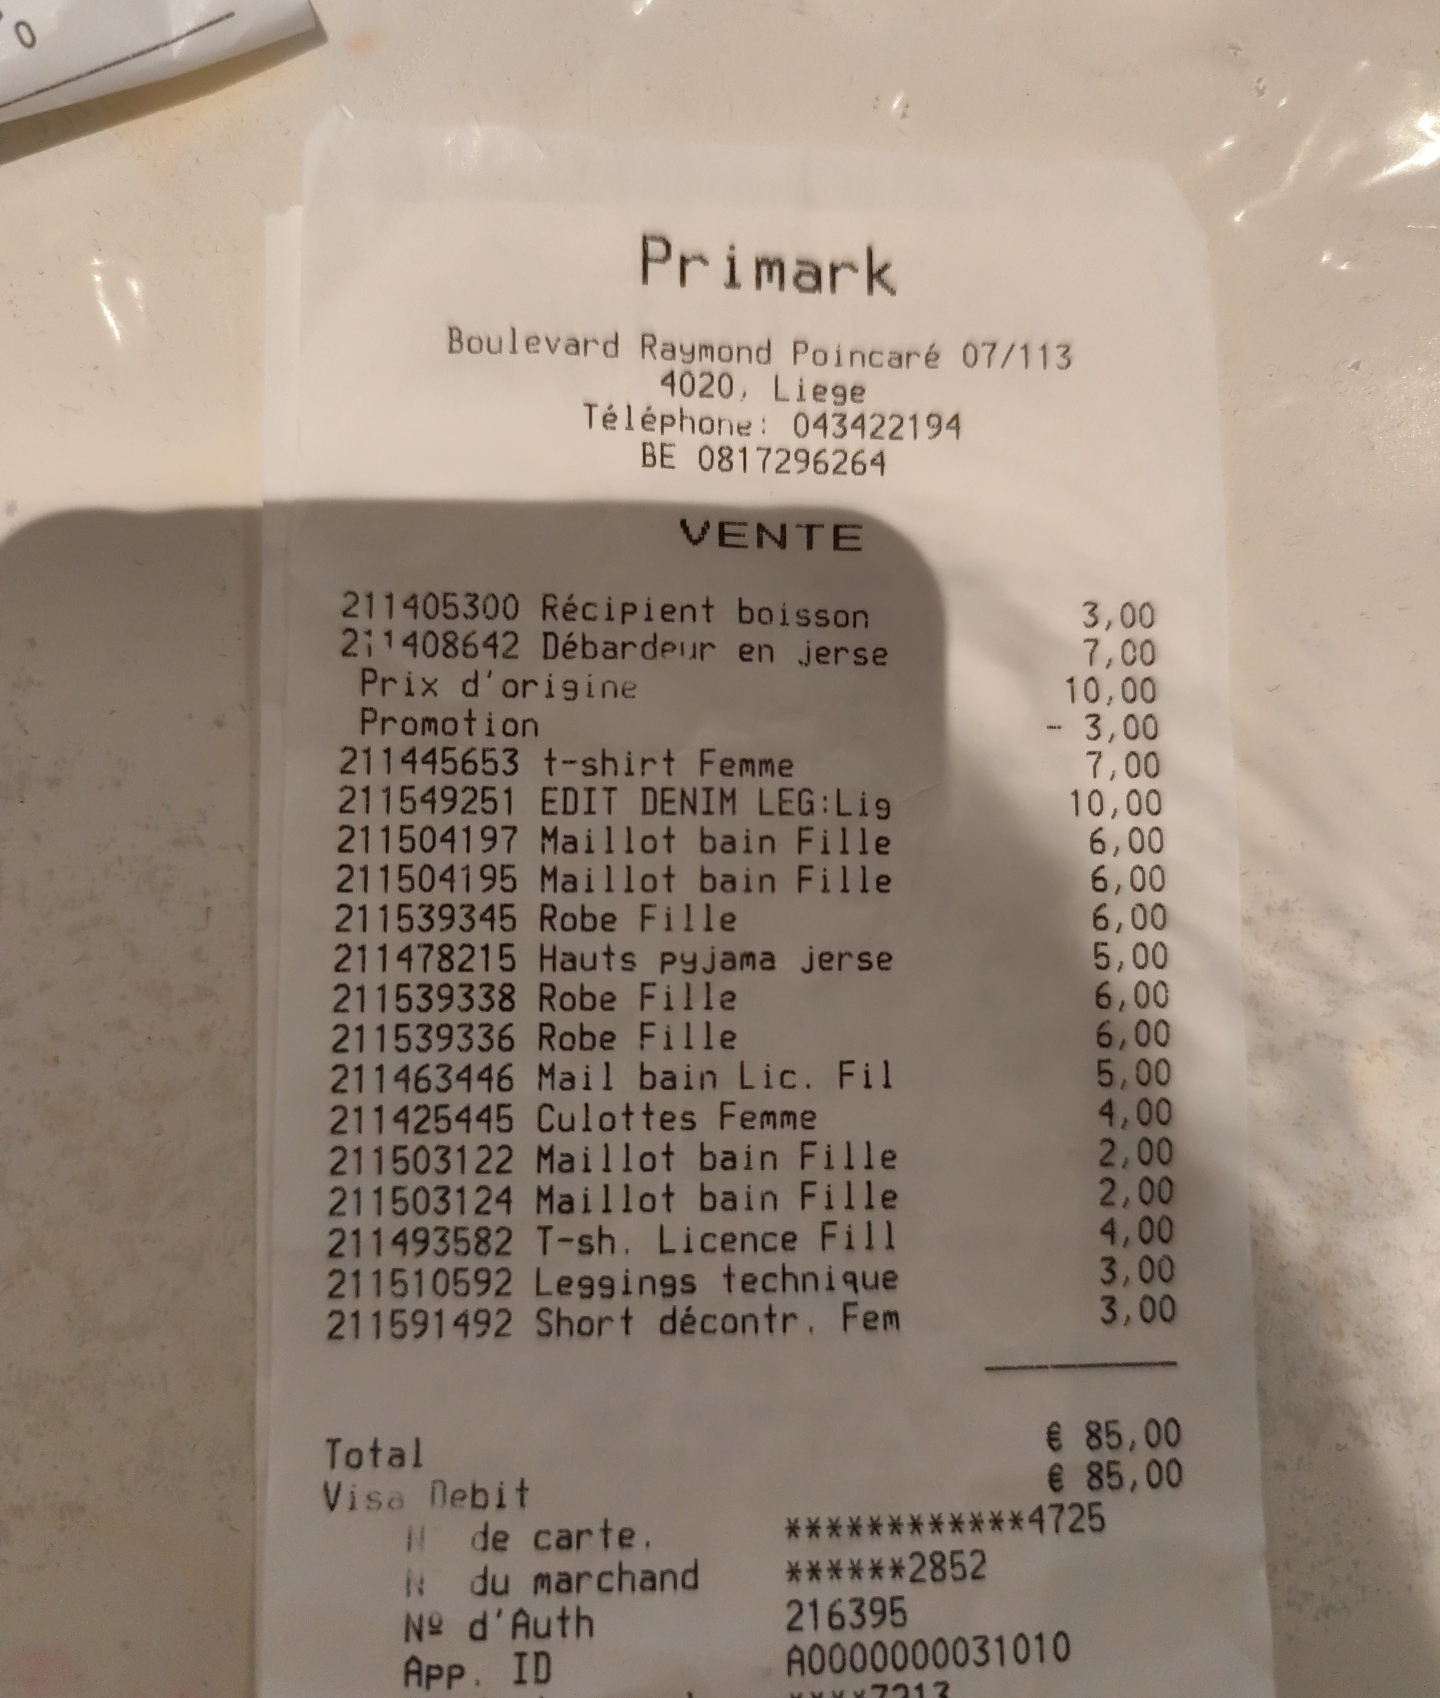 0
Primark
Boulevard Raymond Poincaré 07/113
4020, Liege
Téléphone: 043422194
BE 0817296264
VENTE
211405300 Récipient boisson 3,00
211408642 Débardeur en jerse 7,00
Prix d'origine 10,00
Promotion - 3,00
211445653 t-shirt Femme 7,00
211549251 EDIT DENIM LEG:Lig 10,00
211504197 Maillot bain Fille 6,00
211504195 Maillot bain Fille 6,00
211539345 Robe Fille 6,00
211478215 Hauts pyjama jerse 5,00
211539338 Robe Fille 6,00
211539336 Robe Fille 6,00
211463446 Mail bain Lic. Fil 5,00
211425445 Culottes Femme 4,00
211503122 Maillot bain Fille 2,00
211503124 Maillot bain Fille 2,00
211493582 T-sh. Licence Fill 4,00
211510592 Leggings technique 3,00
211591492 Short décontr. Fem 3,00
Total € 85,00
Visa Debit € 85,00
N de carte. ************4725
N du marchand ******2852
Nº d'Auth 216395
App. ID A0000000031010
****7213